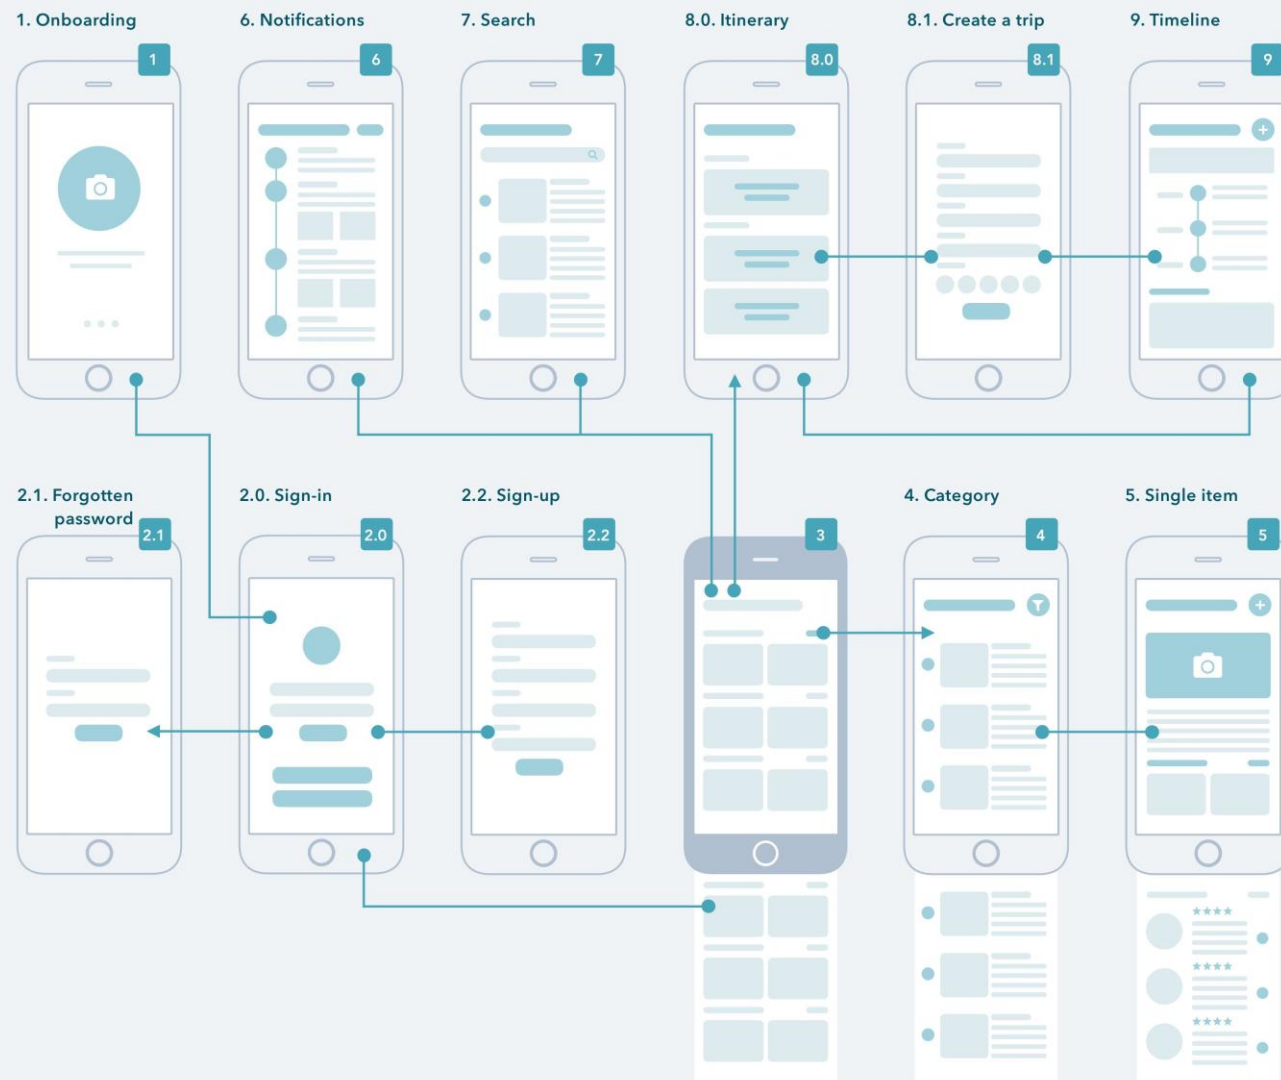 1. Onboarding
6. Notifications
7. Search
8.0. Itinerary
8.1. Create a trip
9. Timeline
1
6
7
8.0
8.1
9
2.1. Forgotten
password
2.0. Sign-in
2.2. Sign-up
4. Category
5. Single item
2.1
2.0
2.2
3
4
5